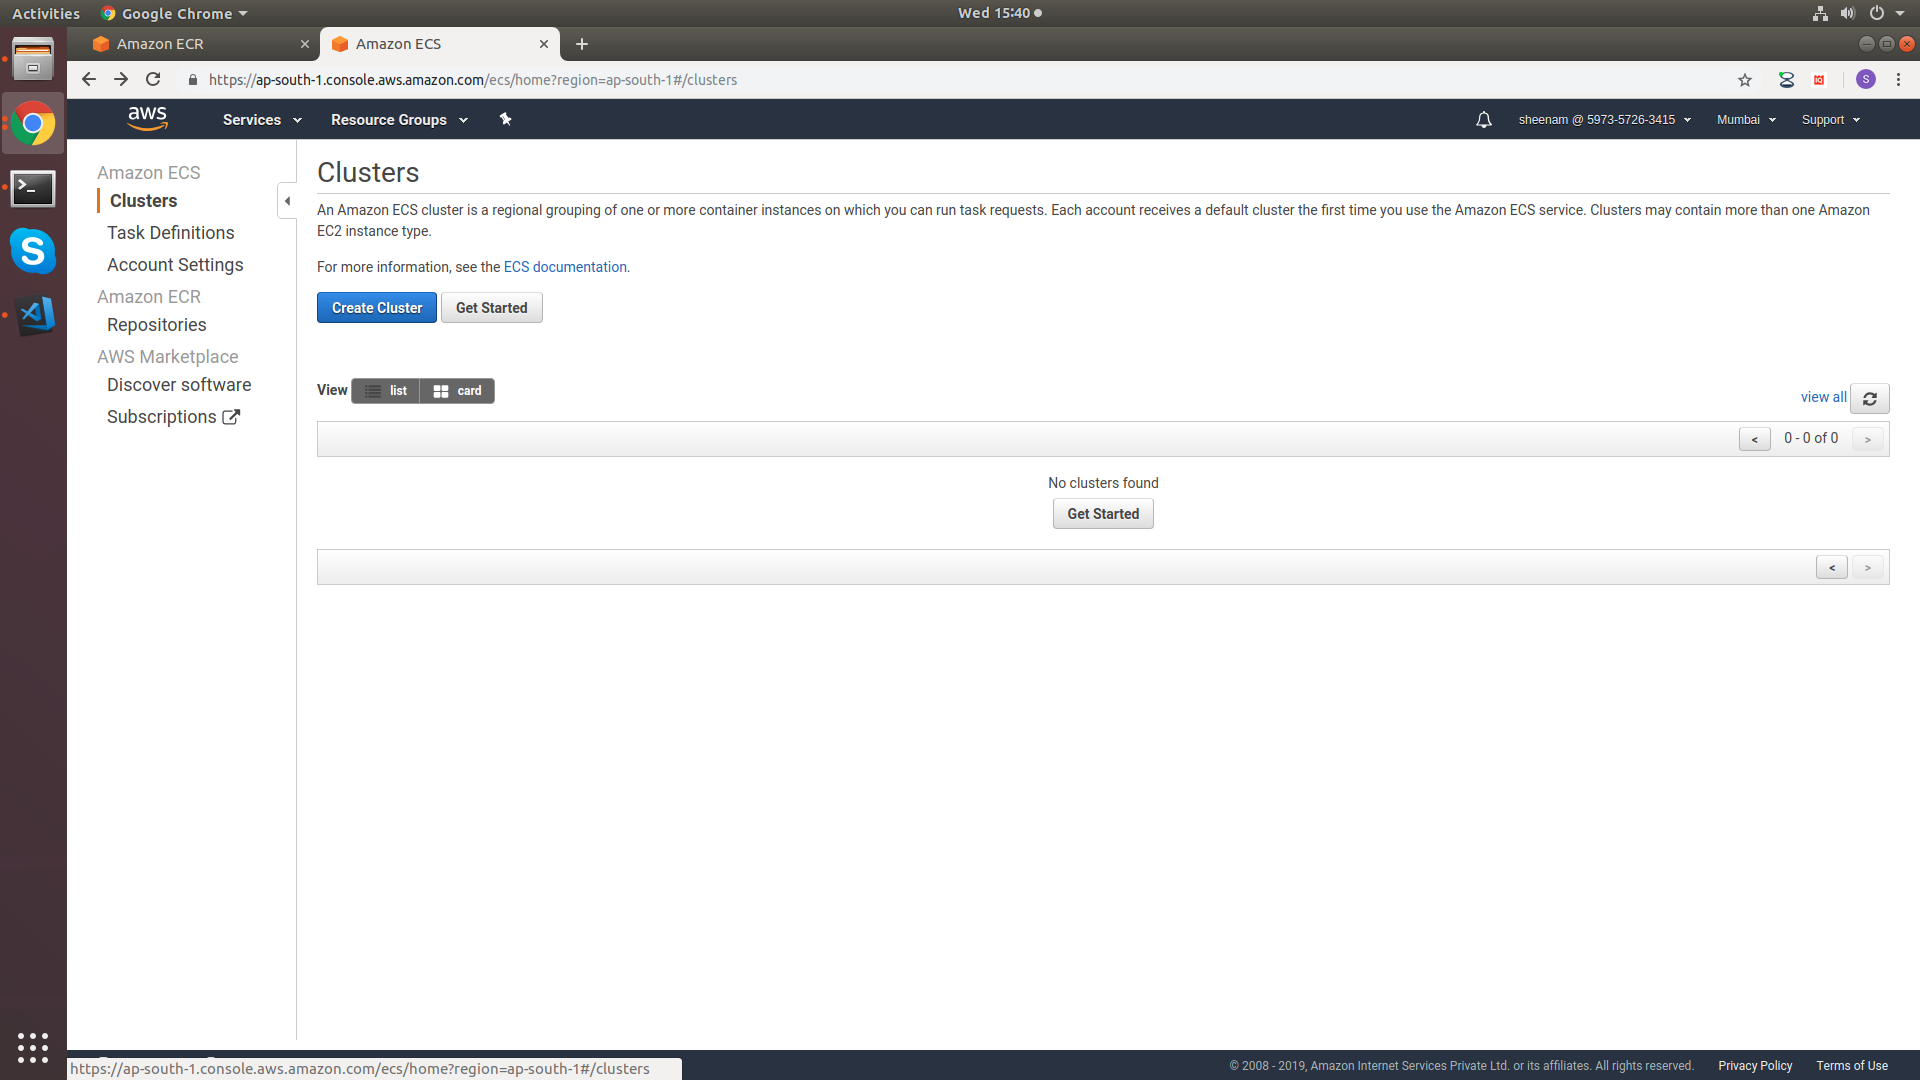 Activities Google Chrome Wed 15:40
Amazon ECR Amazon ECS
https://ap-south-1.console.aws.amazon.com/ecs/home?region=ap-south-1#/clusters S
aws Services Resource Groups sheenam @ 5973-5726-3415 Mumbai Support
Amazon ECS
Clusters
Task Definitions
Account Settings
Amazon ECR
Repositories
AWS Marketplace
Discover software
Subscriptions
Clusters
An Amazon ECS cluster is a regional grouping of one or more container instances on which you can run task requests. Each account receives a default cluster the first time you use the Amazon ECS service. Clusters may contain more than one Amazon
EC2 instance type.
For more information, see the ECS documentation.
Create Cluster Get Started
View list card view all
< 0 - 0 of 0 >
No clusters found
Get Started
< >
https://ap-south-1.console.aws.amazon.com/ecs/home?region=ap-south-1#/clusters
© 2008 - 2019, Amazon Internet Services Private Ltd. or its affiliates. All rights reserved. Privacy Policy Terms of Use